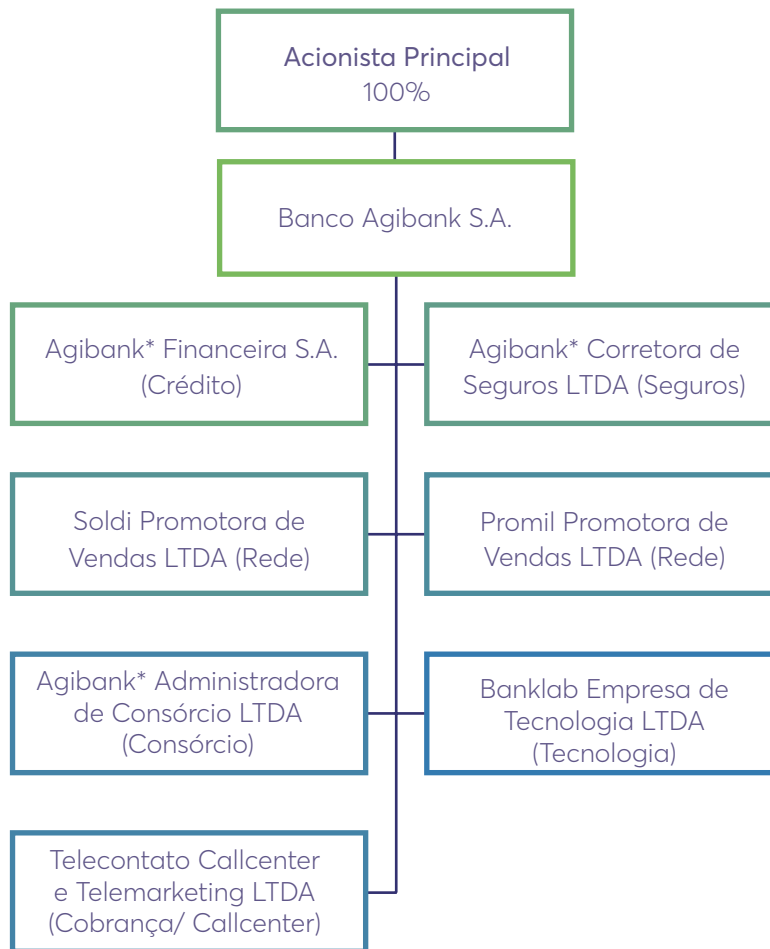 Acionista Principal
100%
Banco Agibank S.A.
Agibank* Financeira S.A.
(Crédito)
Agibank* Corretora de
Seguros LTDA (Seguros)
Soldi Promotora de
Vendas LTDA (Rede)
Promil Promotora de
Vendas LTDA (Rede)
Agibank* Administradora
de Consórcio LTDA
(Consórcio)
Banklab Empresa de
Tecnologia LTDA
(Tecnologia)
Telecontato Callcenter
e Telemarketing LTDA
(Cobrança/ Callcenter)